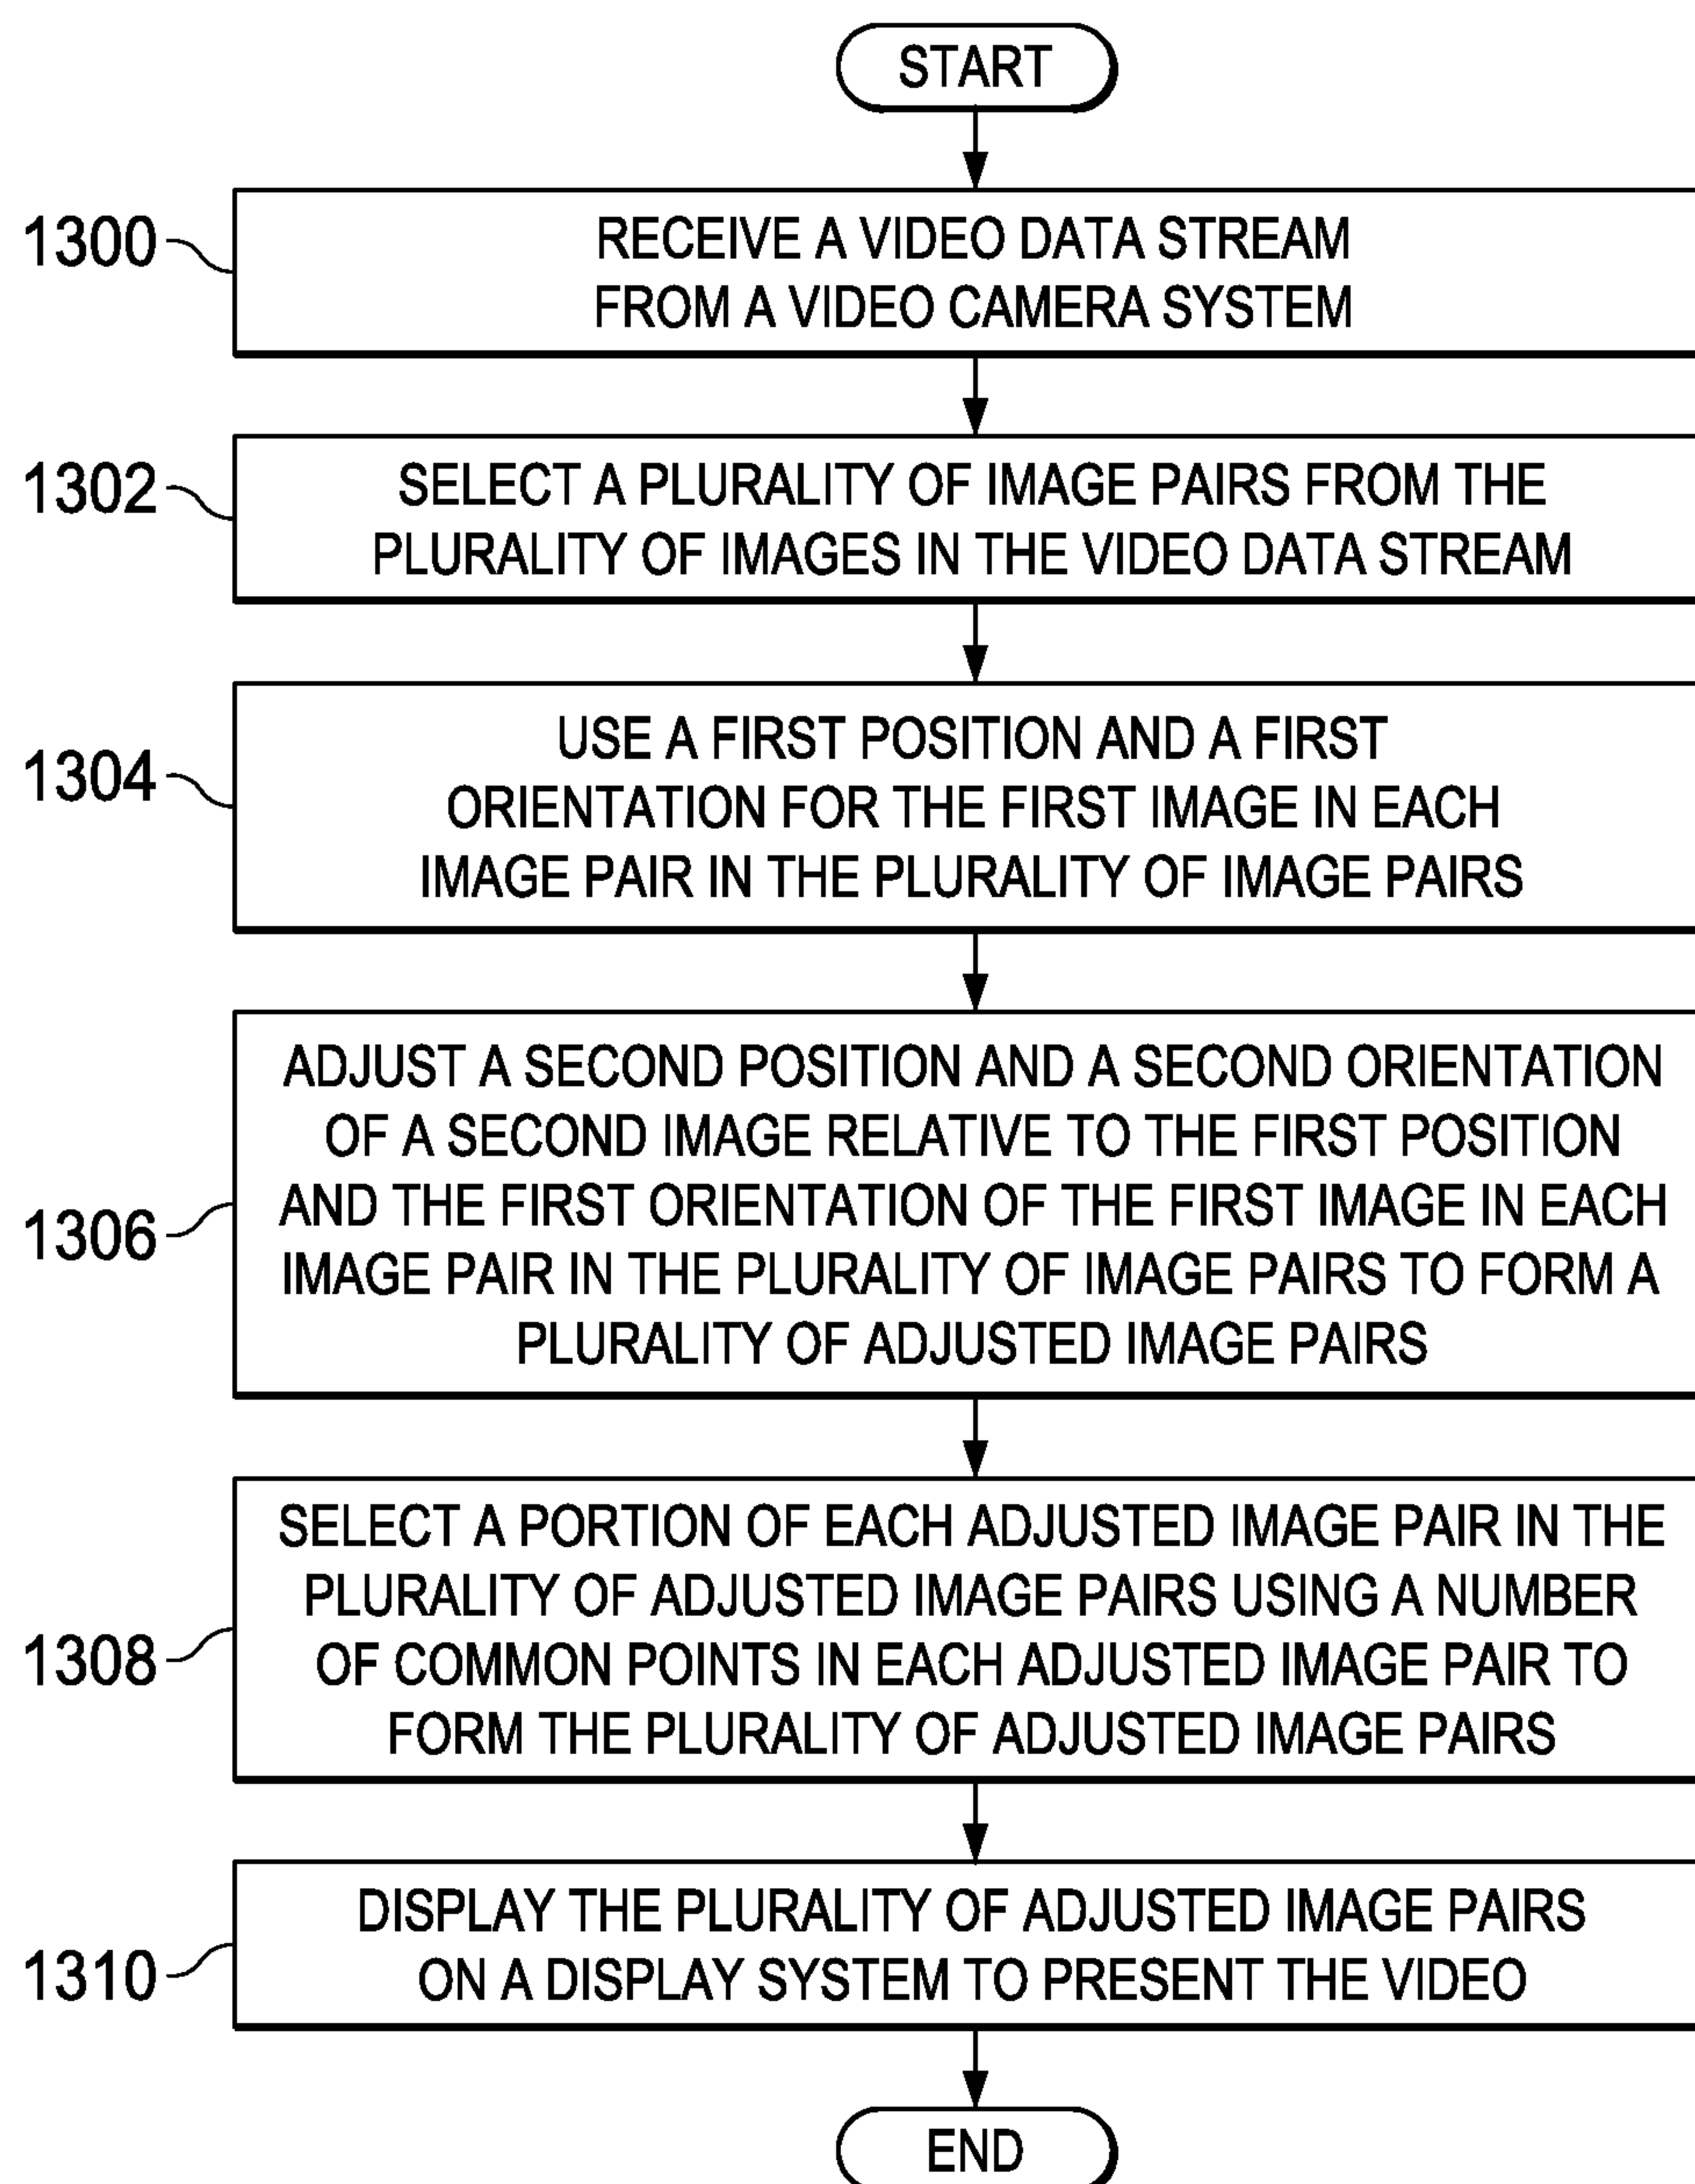 START
1300
RECEIVE A VIDEO DATA STREAM
FROM A VIDEO CAMERA SYSTEM
1302
SELECT A PLURALITY OF IMAGE PAIRS FROM THE
PLURALITY OF IMAGES IN THE VIDEO DATA STREAM
1304
USE A FIRST POSITION AND A FIRST
ORIENTATION FOR THE FIRST IMAGE IN EACH
IMAGE PAIR IN THE PLURALITY OF IMAGE PAIRS
1306
ADJUST A SECOND POSITION AND A SECOND ORIENTATION
OF A SECOND IMAGE RELATIVE TO THE FIRST POSITION
AND THE FIRST ORIENTATION OF THE FIRST IMAGE IN EACH
IMAGE PAIR IN THE PLURALITY OF IMAGE PAIRS TO FORM A
PLURALITY OF ADJUSTED IMAGE PAIRS
1308
SELECT A PORTION OF EACH ADJUSTED IMAGE PAIR IN THE
PLURALITY OF ADJUSTED IMAGE PAIRS USING A NUMBER
OF COMMON POINTS IN EACH ADJUSTED IMAGE PAIR TO
FORM THE PLURALITY OF ADJUSTED IMAGE PAIRS
1310
DISPLAY THE PLURALITY OF ADJUSTED IMAGE PAIRS
ON A DISPLAY SYSTEM TO PRESENT THE VIDEO
END